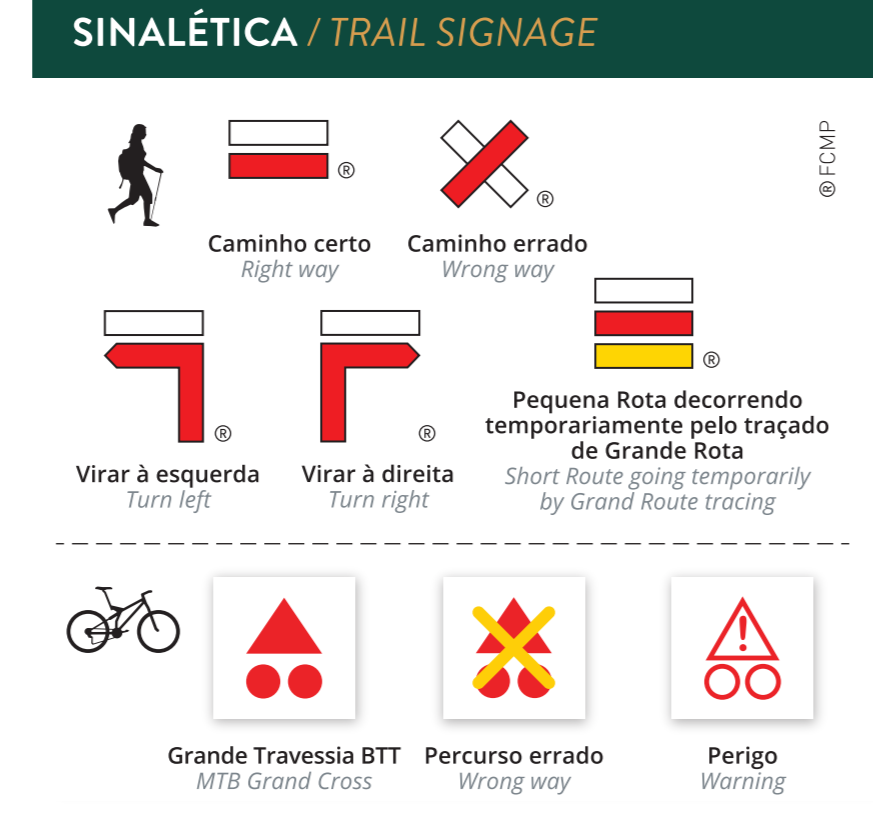 SINALÉTICA / TRAIL SIGNAGE
® FCMP
®
®
Caminho certo
Right way
Caminho errado
Wrong way
®
®
®
Virar à esquerda
Turn left
Virar à direita
Turn right
Pequena Rota decorrendo
temporariamente pelo traçado
de Grande Rota
Short Route going temporarily
by Grand Route tracing
!
Grande Travessia BTT
MTB Grand Cross
Percurso errado
Wrong way
Perigo
Warning